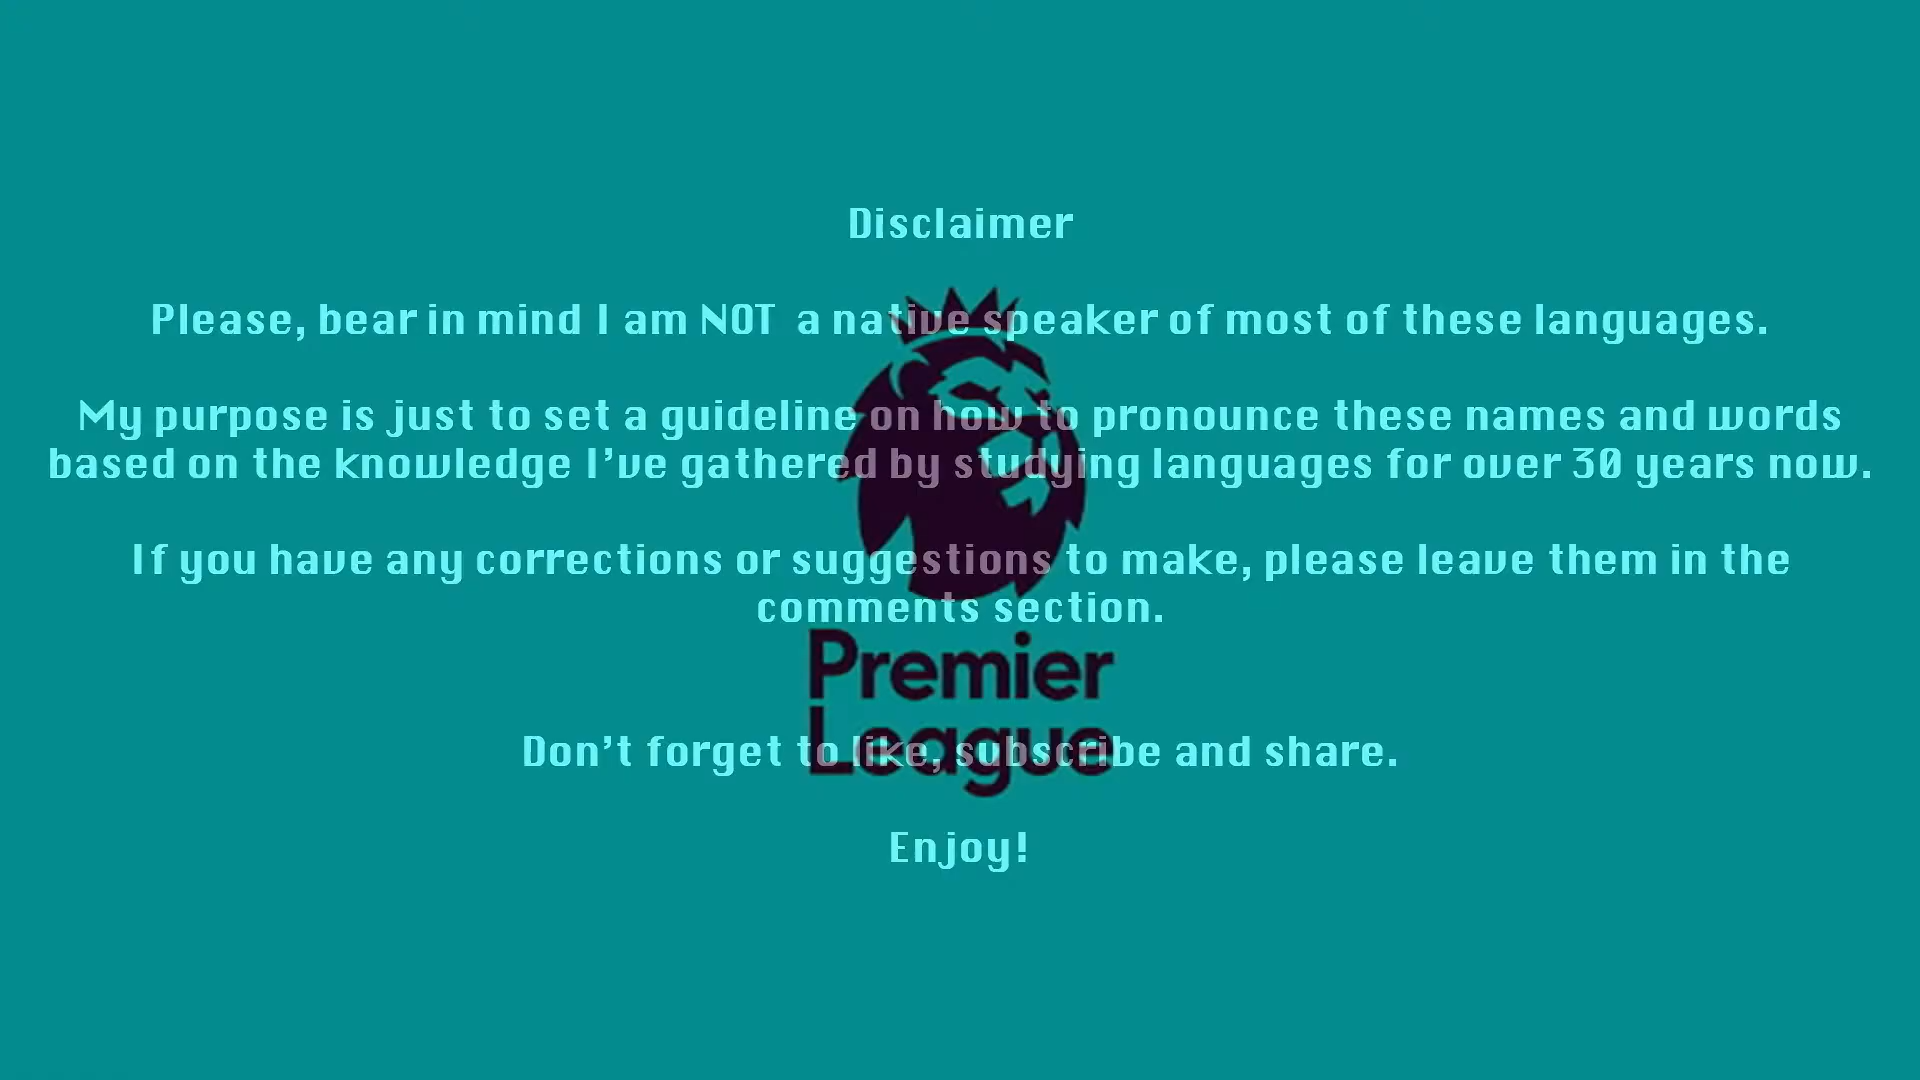 Disclaimer
Please, bear in mind I am NOT a native speaker of most of these languages.
My purpose is just to set a guideline on how to pronounce these names and words
based on the knowledge I've gathered by studying languages for over 30 years now.
If you have any corrections or suggestions to make, please leave them in the
comments section.
Premier
League
Don't forget to like, subscribe and share.
Enjoy!